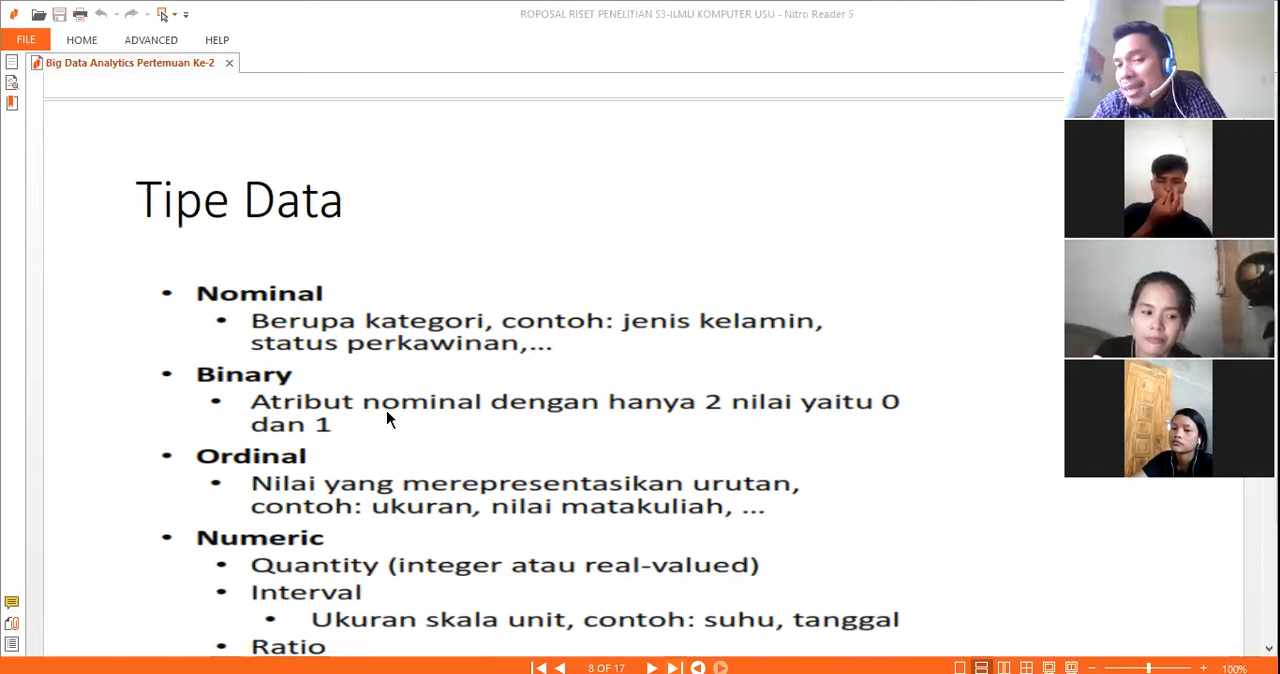 ROPOSAL RISET PENELITIAN S3-ILMU KOMPUTER USU - Nitro Reader 5
FILE HOME ADVANCED HELP
Big Data Analytics Pertemuan Ke-2
Tipe Data
• Nominal
• Berupa kategori, contoh: jenis kelamin,
status perkawinan,...
• Binary
• Atribut nominal dengan hanya 2 nilai yaitu 0
dan 1
• Ordinal
• Nilai yang merepresentasikan urutan,
contoh: ukuran, nilai matakuliah, ...
• Numeric
• Quantity (integer atau real-valued)
• Interval
• Ukuran skala unit, contoh: suhu, tanggal
• Ratio
8 OF 17
100%